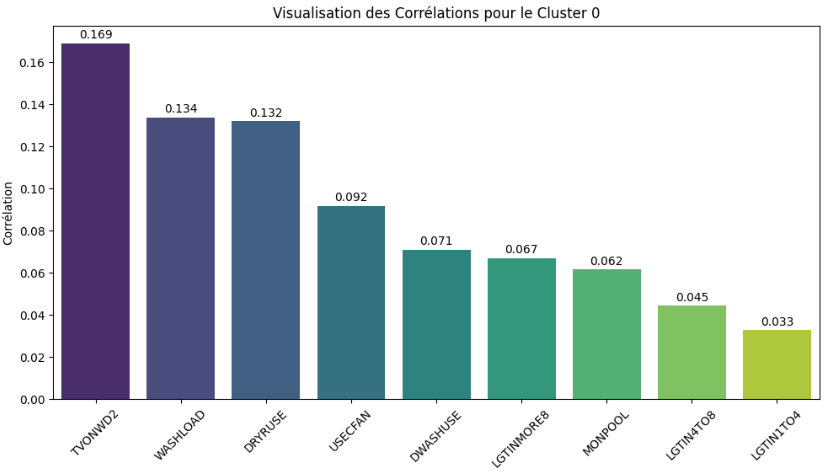 Visualisation des Corrélations pour le Cluster 0
Corrélation
0.16
0.14
0.12
0.10
0.08
0.06
0.04
0.02
0.00
0.169
0.134
0.132
0.092
0.071
0.067
0.062
0.045
0.033
TVONWD2
WASHLOAD
DRYRUSE
USECFAN
DWASHUSE
LGTINMORE8
MONPOOL
LGTIN4TO8
LGTIN1TO4